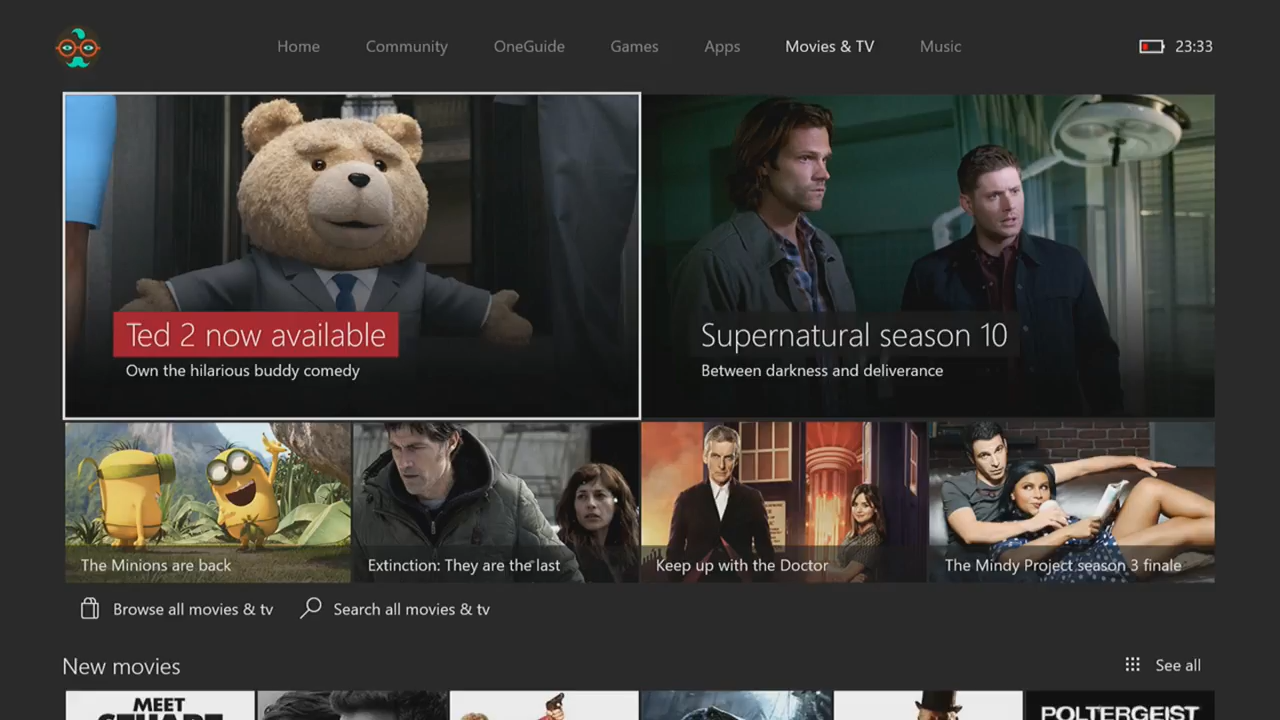 Home Community OneGuide Games Apps Movies & TV Music 23:33
Ted 2 now available
Own the hilarious buddy comedy
Supernatural season 10
Between darkness and deliverance
The Minions are back
Extinction: They are the last
Keep up with the Doctor
The Mindy Project season 3 finale
Browse all movies & tv Search all movies & tv
New movies See all
MEET
STUART
POLTERGEIST